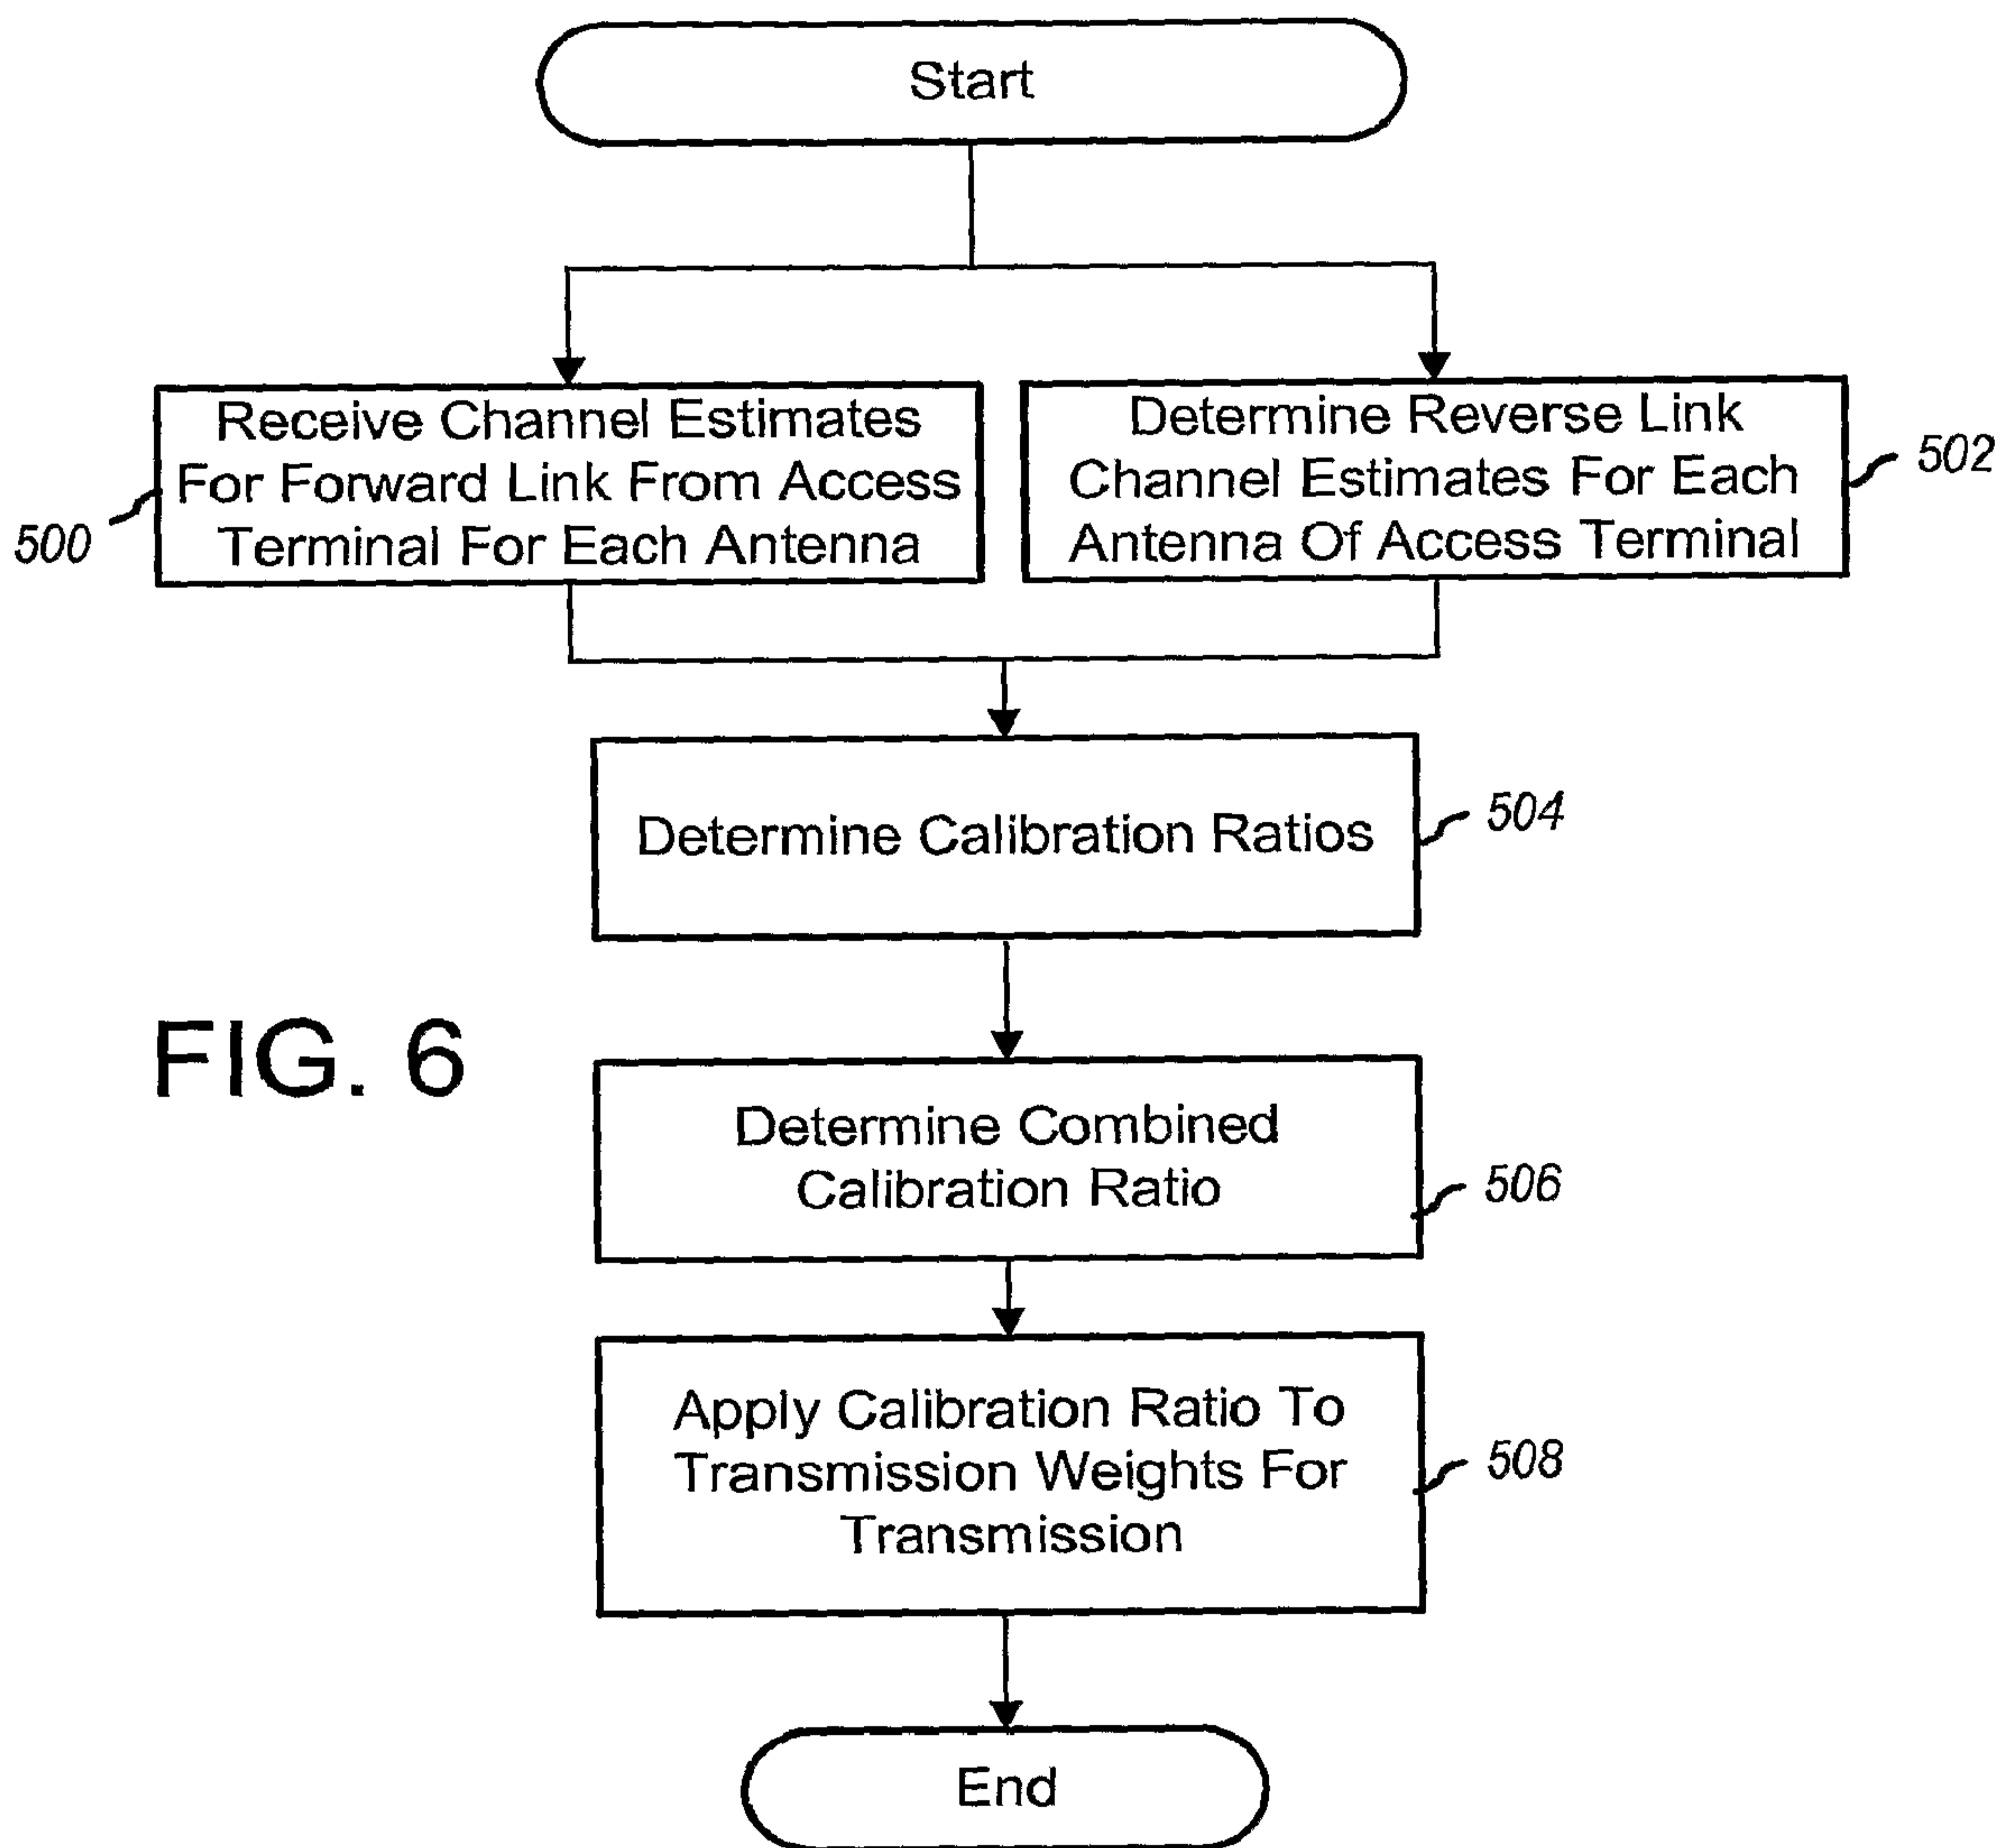 Start
Receive Channel Estimates
For Forward Link From Access
Terminal For Each Antenna
500
Determine Reverse Link
Channel Estimates For Each
Antenna Of Access Terminal
502
Determine Calibration Ratios
504
FIG. 6
Determine Combined
Calibration Ratio
506
Apply Calibration Ratio To
Transmission Weights For
Transmission
508
End